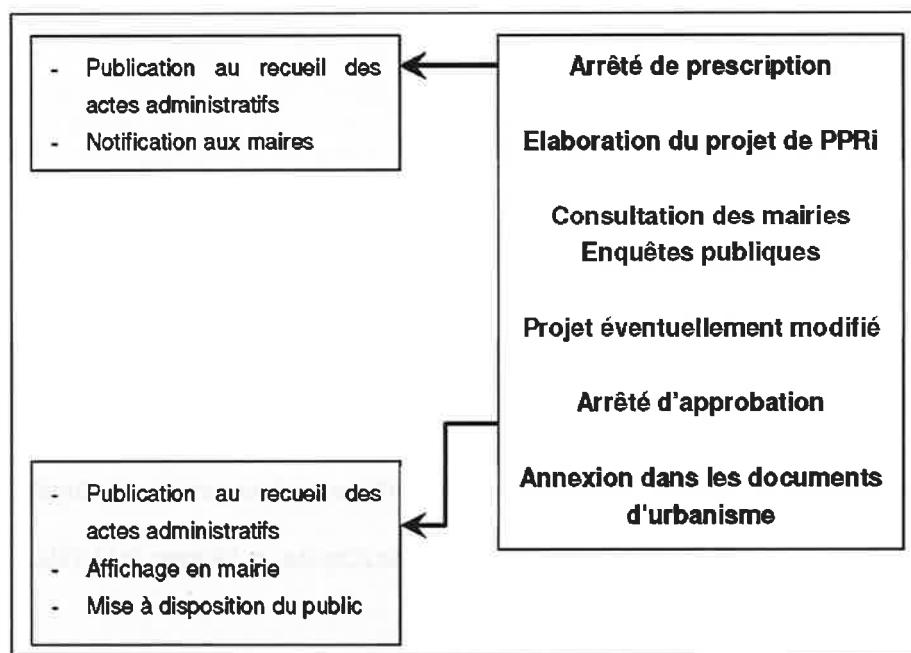 - Publication au recueil des
actes administratifs
- Notification aux maires
Arrêté de prescription
Elaboration du projet de PPRi
Consultation des mairies
Enquêtes publiques
Projet éventuellement modifié
Arrêté d'approbation
Annexion dans les documents
d'urbanisme
- Publication au recueil des
actes administratifs
- Affichage en mairie
- Mise à disposition du public